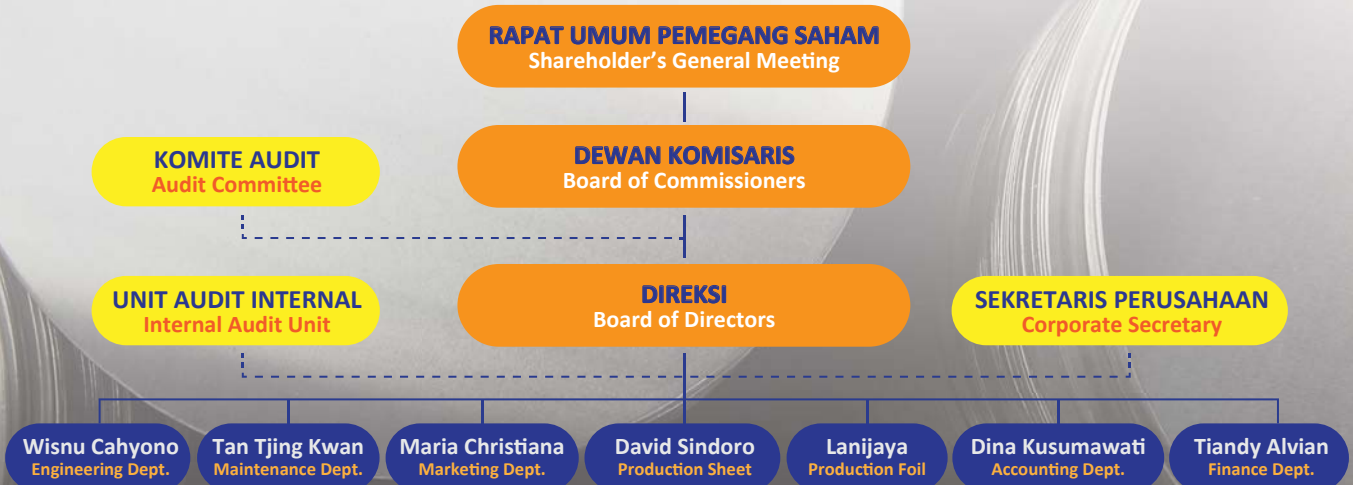 RAPAT UMUM PEMEGANG SAHAM
Shareholder's General Meeting
KOMITE AUDIT
Audit Committee
DEWAN KOMISARIS
Board of Commissioners
UNIT AUDIT INTERNAL
Internal Audit Unit
DIREKSI
Board of Directors
SEKRETARIS PERUSAHAAN
Corporate Secretary
Wisnu Cahyono
Engineering Dept.
Tan Tjing Kwan
Maintenance Dept.
Maria Christiana
Marketing Dept.
David Sindoro
Production Sheet
Lanijaya
Production Foil
Dina Kusumawati
Accounting Dept.
Tiandy Alvian
Finance Dept.